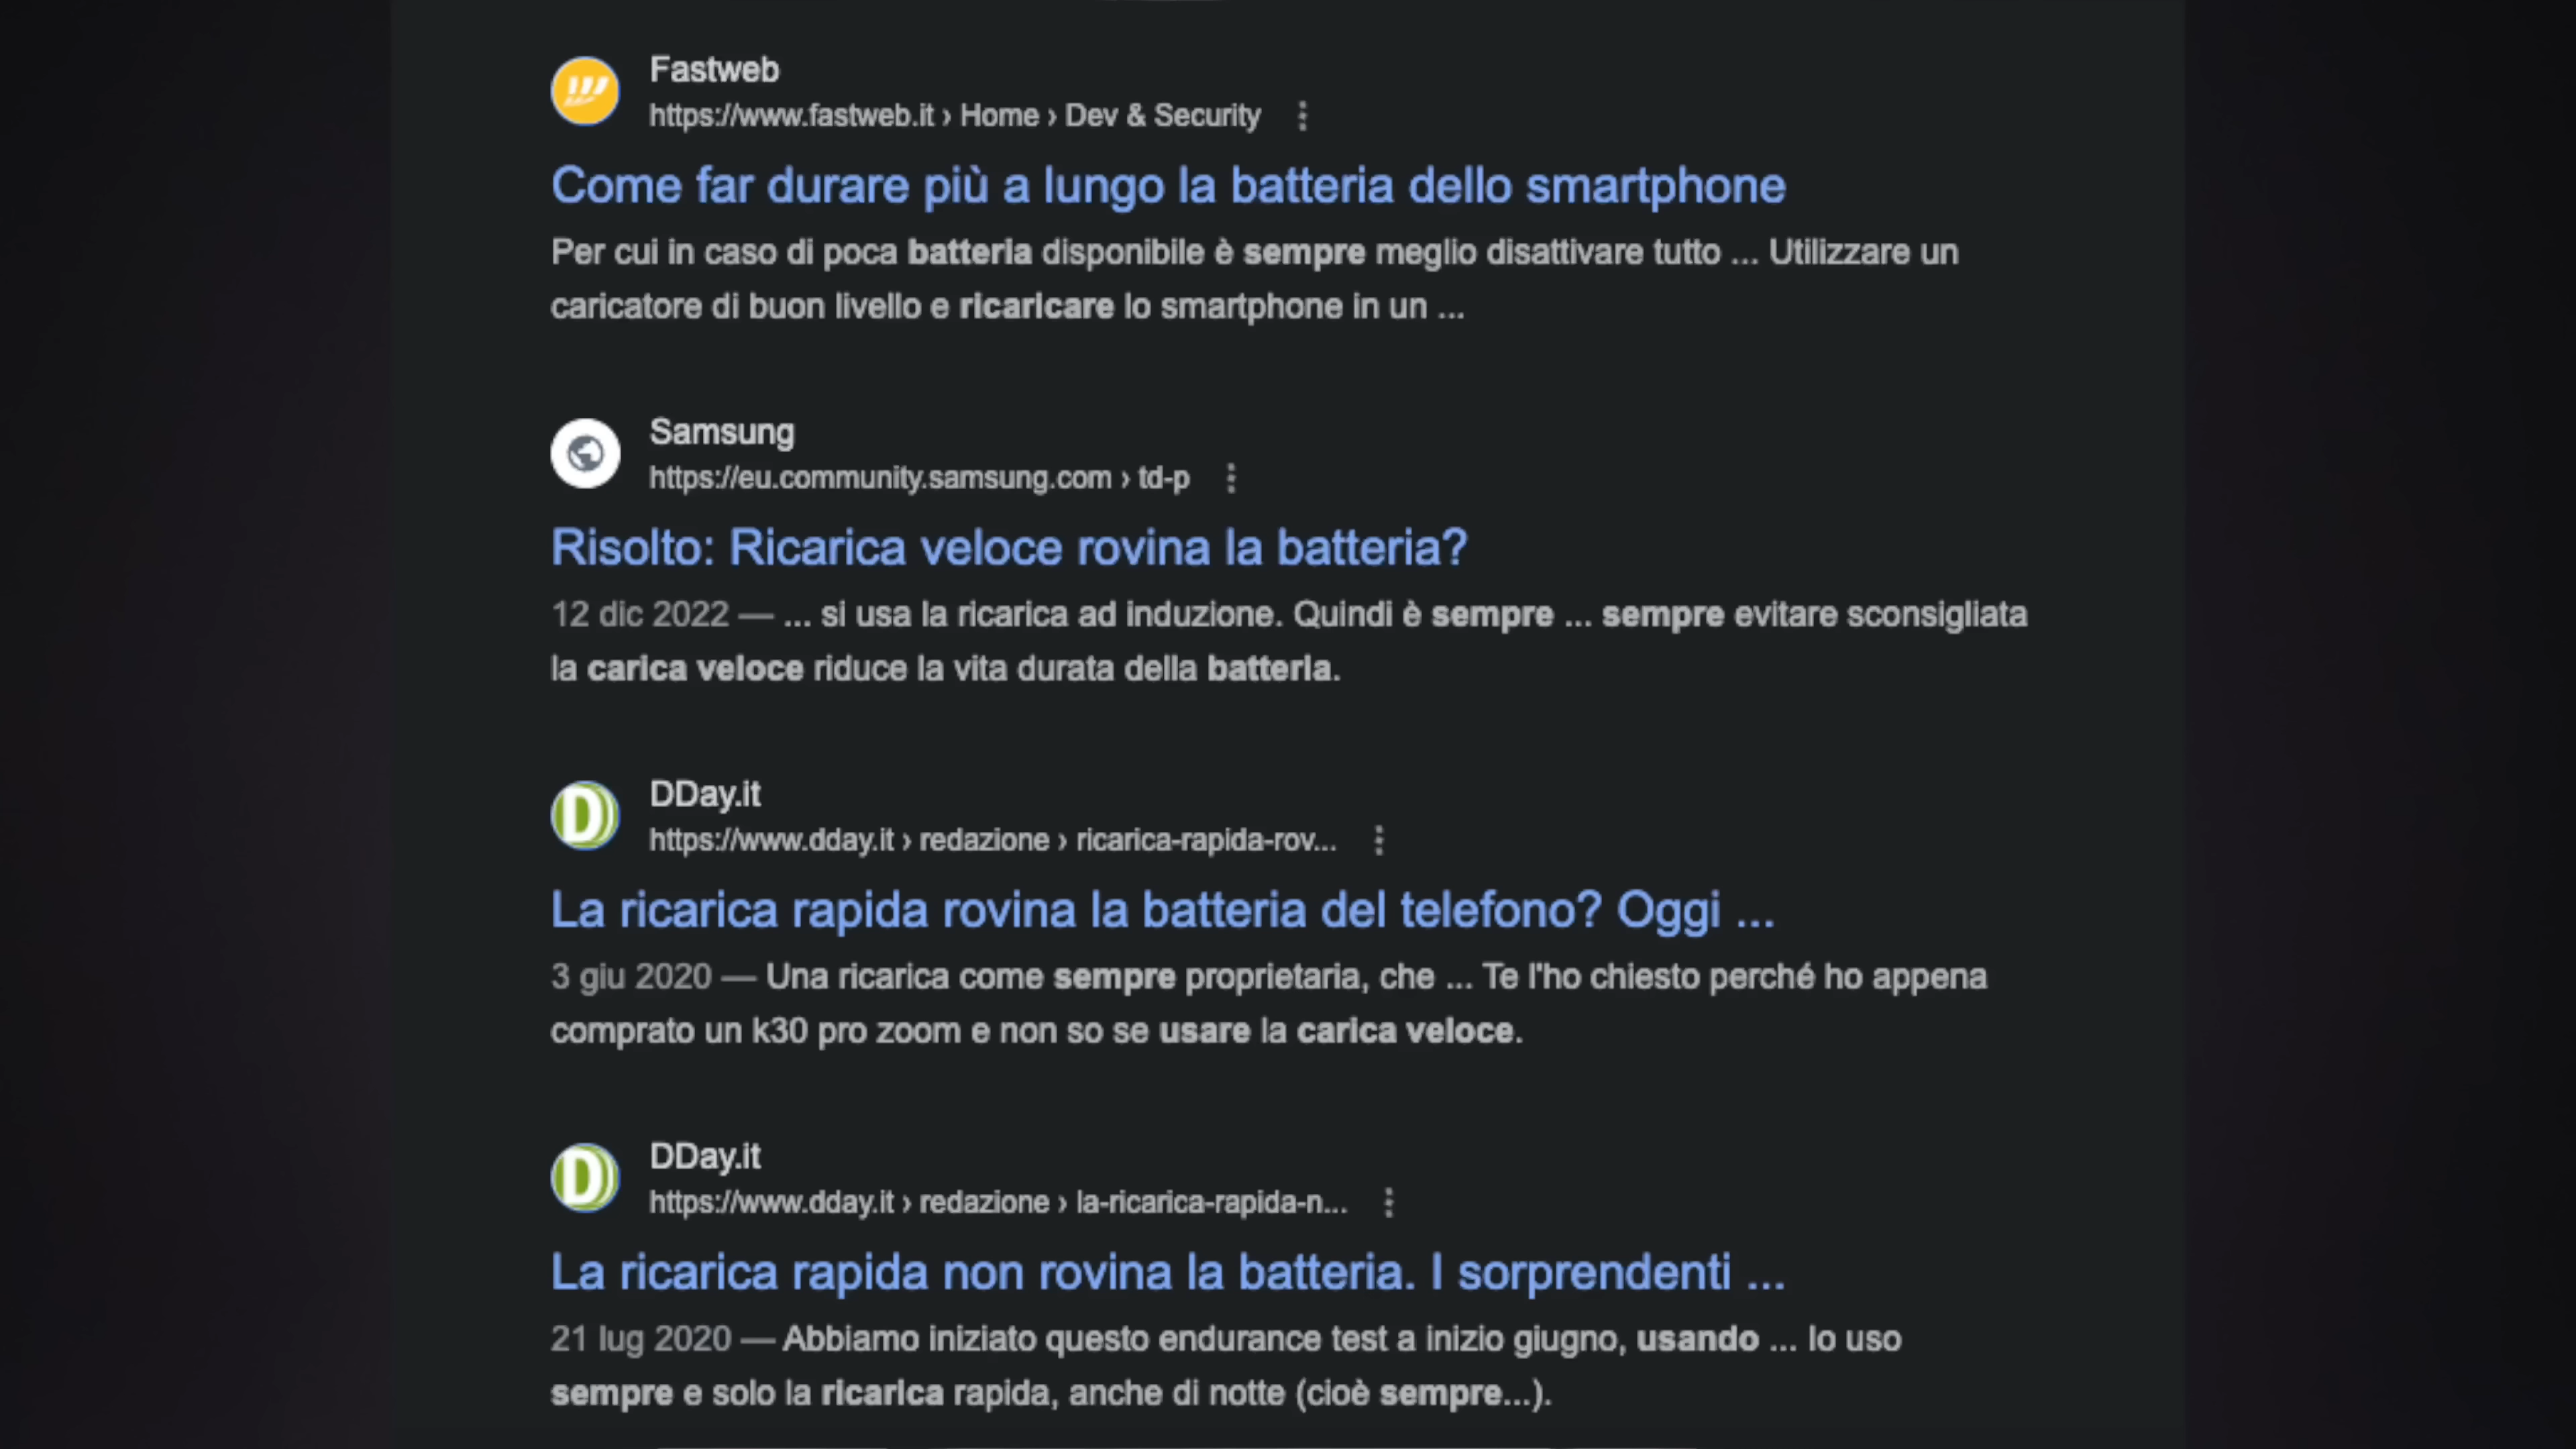 Fastweb
https://www.fastweb.it › Home › Dev & Security
Come far durare più a lungo la batteria dello smartphone
Per cui in caso di poca batteria disponibile è sempre meglio disattivare tutto ... Utilizzare un
caricatore di buon livello e ricaricare lo smartphone in un ...
Samsung
https://eu.community.samsung.com › td-p
Risolto: Ricarica veloce rovina la batteria?
12 dic 2022 — ... si usa la ricarica ad induzione. Quindi è sempre ... sempre evitare sconsigliata
la carica veloce riduce la vita durata della batteria.
DDay.it
https://www.dday.it › redazione › ricarica-rapida-rov...
La ricarica rapida rovina la batteria del telefono? Oggi ...
3 giu 2020 — Una ricarica come sempre proprietaria, che ... Te l'ho chiesto perché ho appena
comprato un k30 pro zoom e non so se usare la carica veloce.
DDay.it
https://www.dday.it › redazione › la-ricarica-rapida-n...
La ricarica rapida non rovina la batteria. I sorprendenti ...
21 lug 2020 — Abbiamo iniziato questo endurance test a inizio giugno, usando ... lo uso
sempre e solo la ricarica rapida, anche di notte (cioè sempre...).